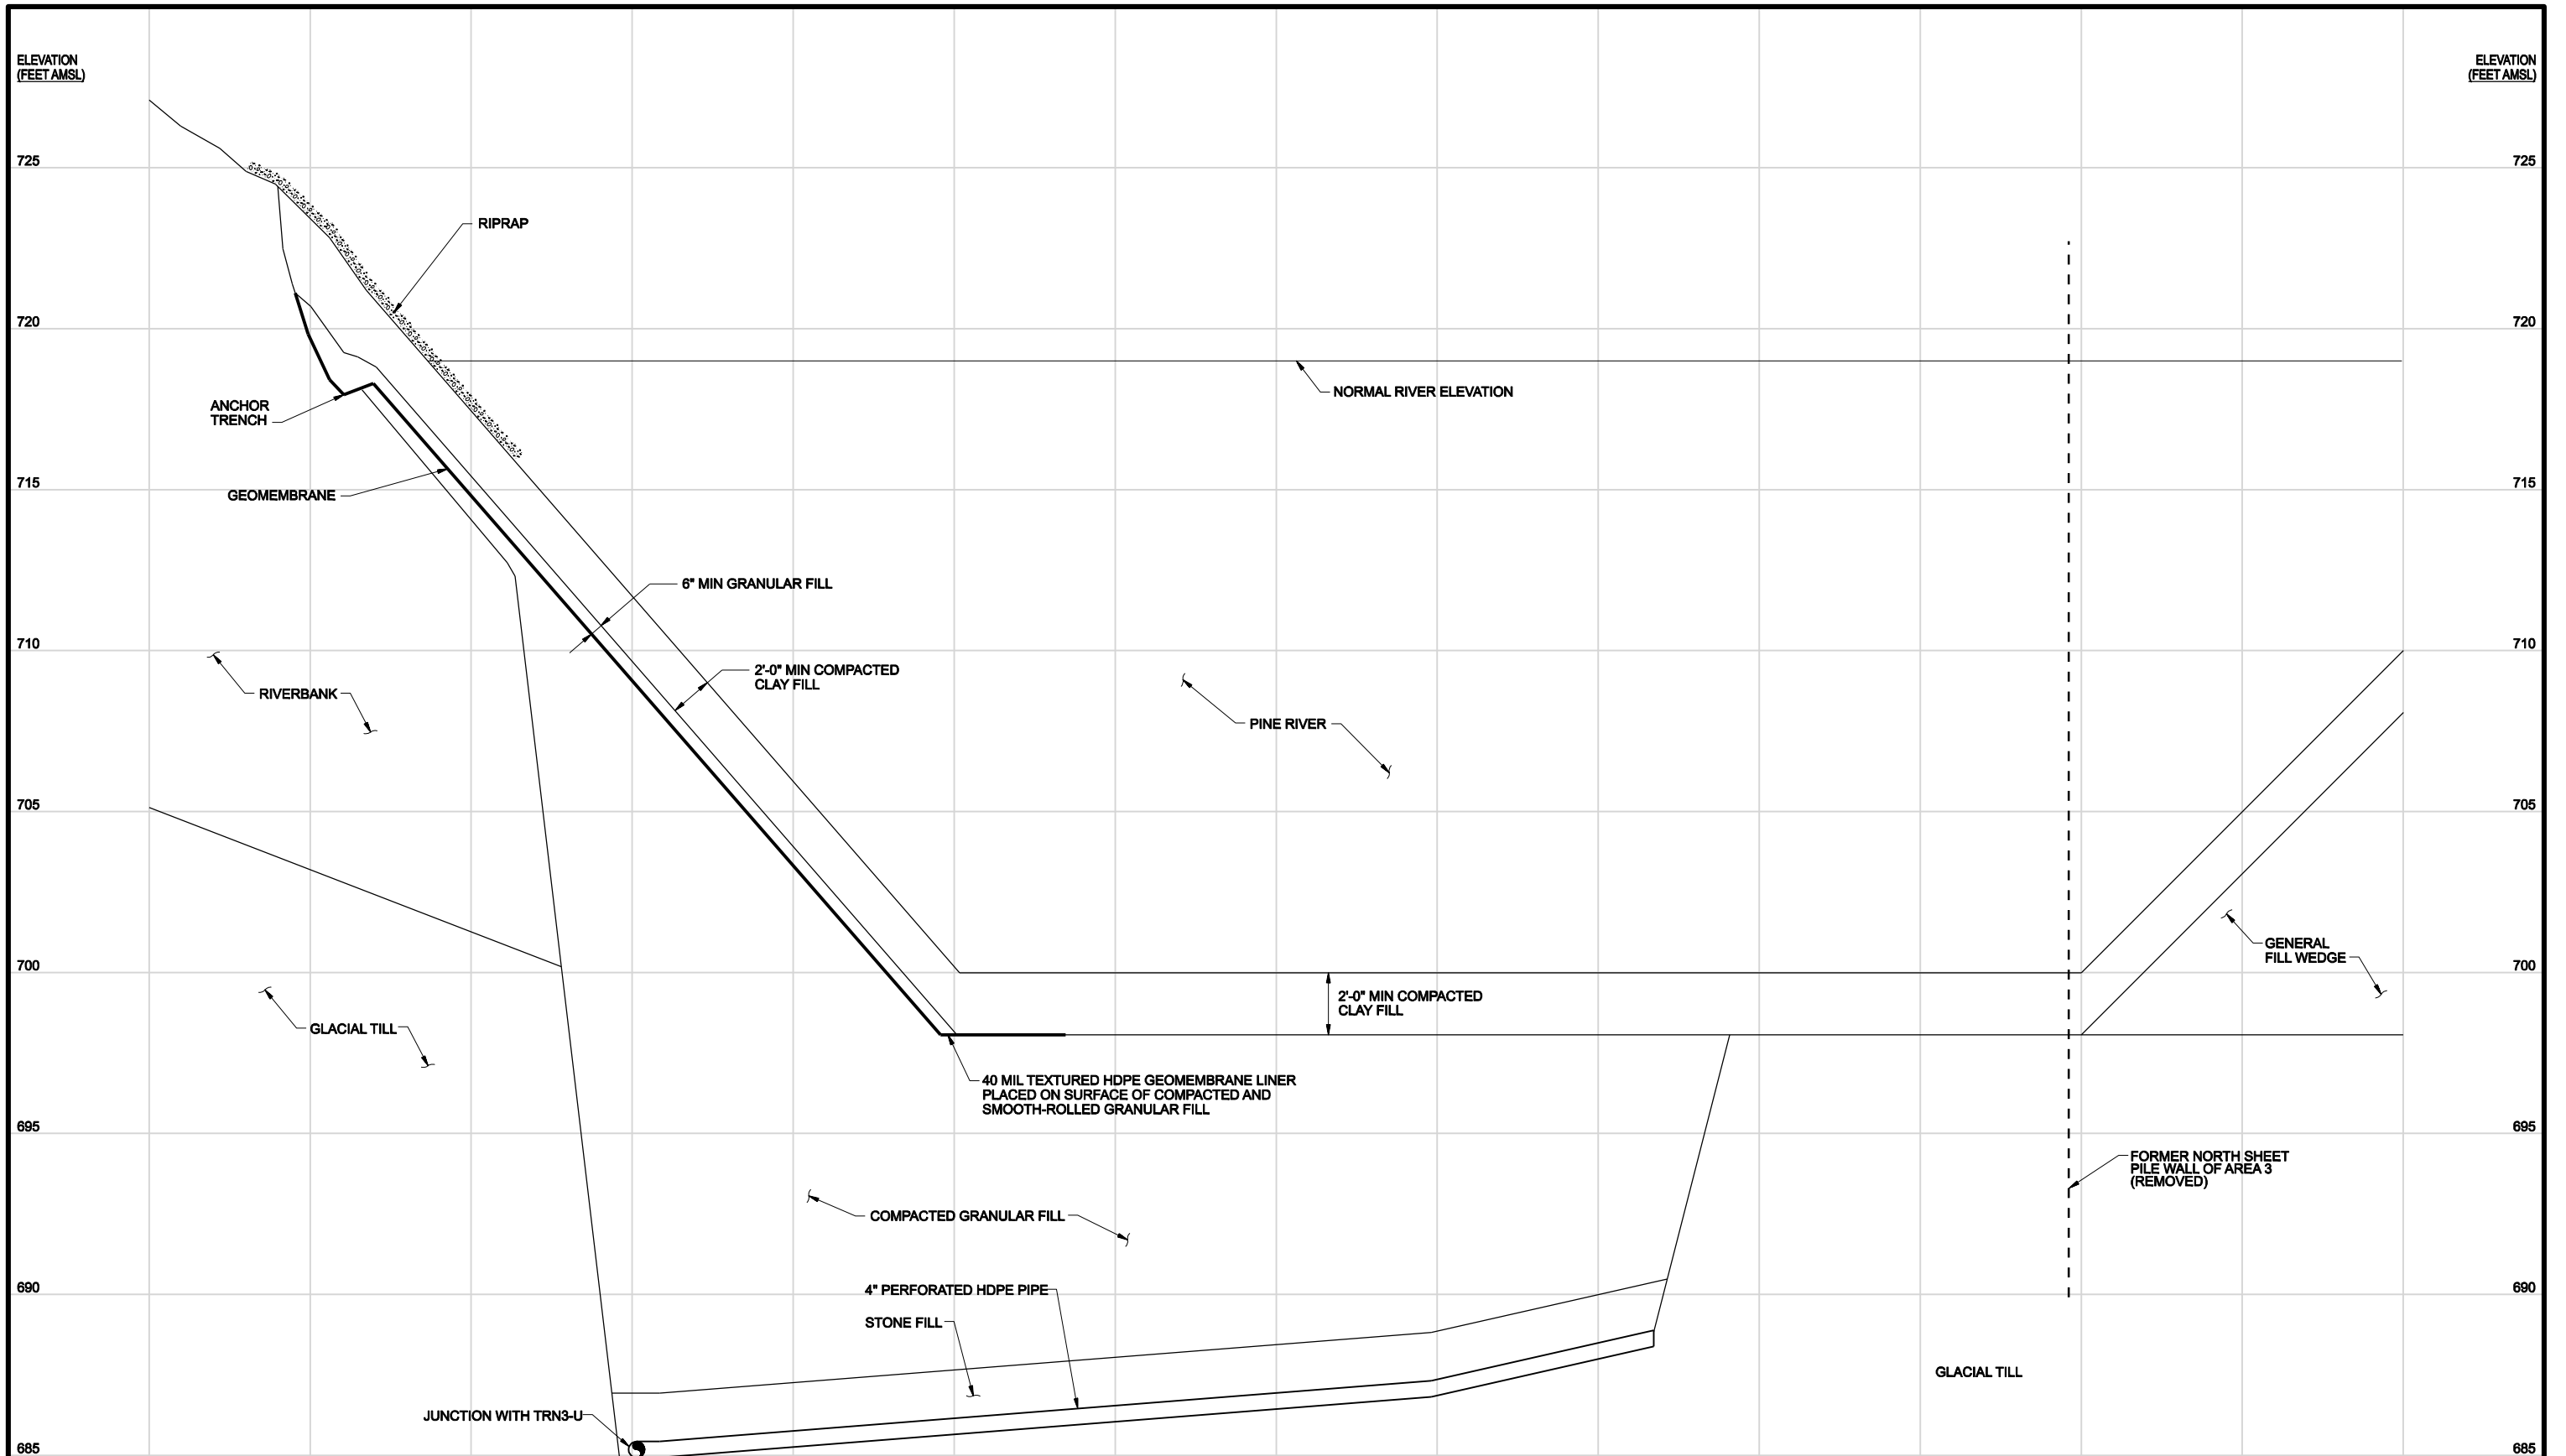 ELEVATION
(FEET AMSL)
ELEVATION
(FEET AMSL)
725
725
RIPRAP
720
720
NORMAL RIVER ELEVATION
ANCHOR
TRENCH
715
715
GEOMEMBRANE
6" MIN GRANULAR FILL
710
710
2'-0" MIN COMPACTED
CLAY FILL
RIVERBANK
PINE RIVER
705
705
GENERAL
FILL WEDGE
700
700
2'-0" MIN COMPACTED
CLAY FILL
GLACIAL TILL
40 MIL TEXTURED HDPE GEOMEMBRANE LINER
PLACED ON SURFACE OF COMPACTED AND
SMOOTH-ROLLED GRANULAR FILL
695
695
FORMER NORTH SHEET
PILE WALL OF AREA 3
(REMOVED)
COMPACTED GRANULAR FILL
690
690
4" PERFORATED HDPE PIPE
STONE FILL
GLACIAL TILL
JUNCTION WITH TRN3-U
685
685